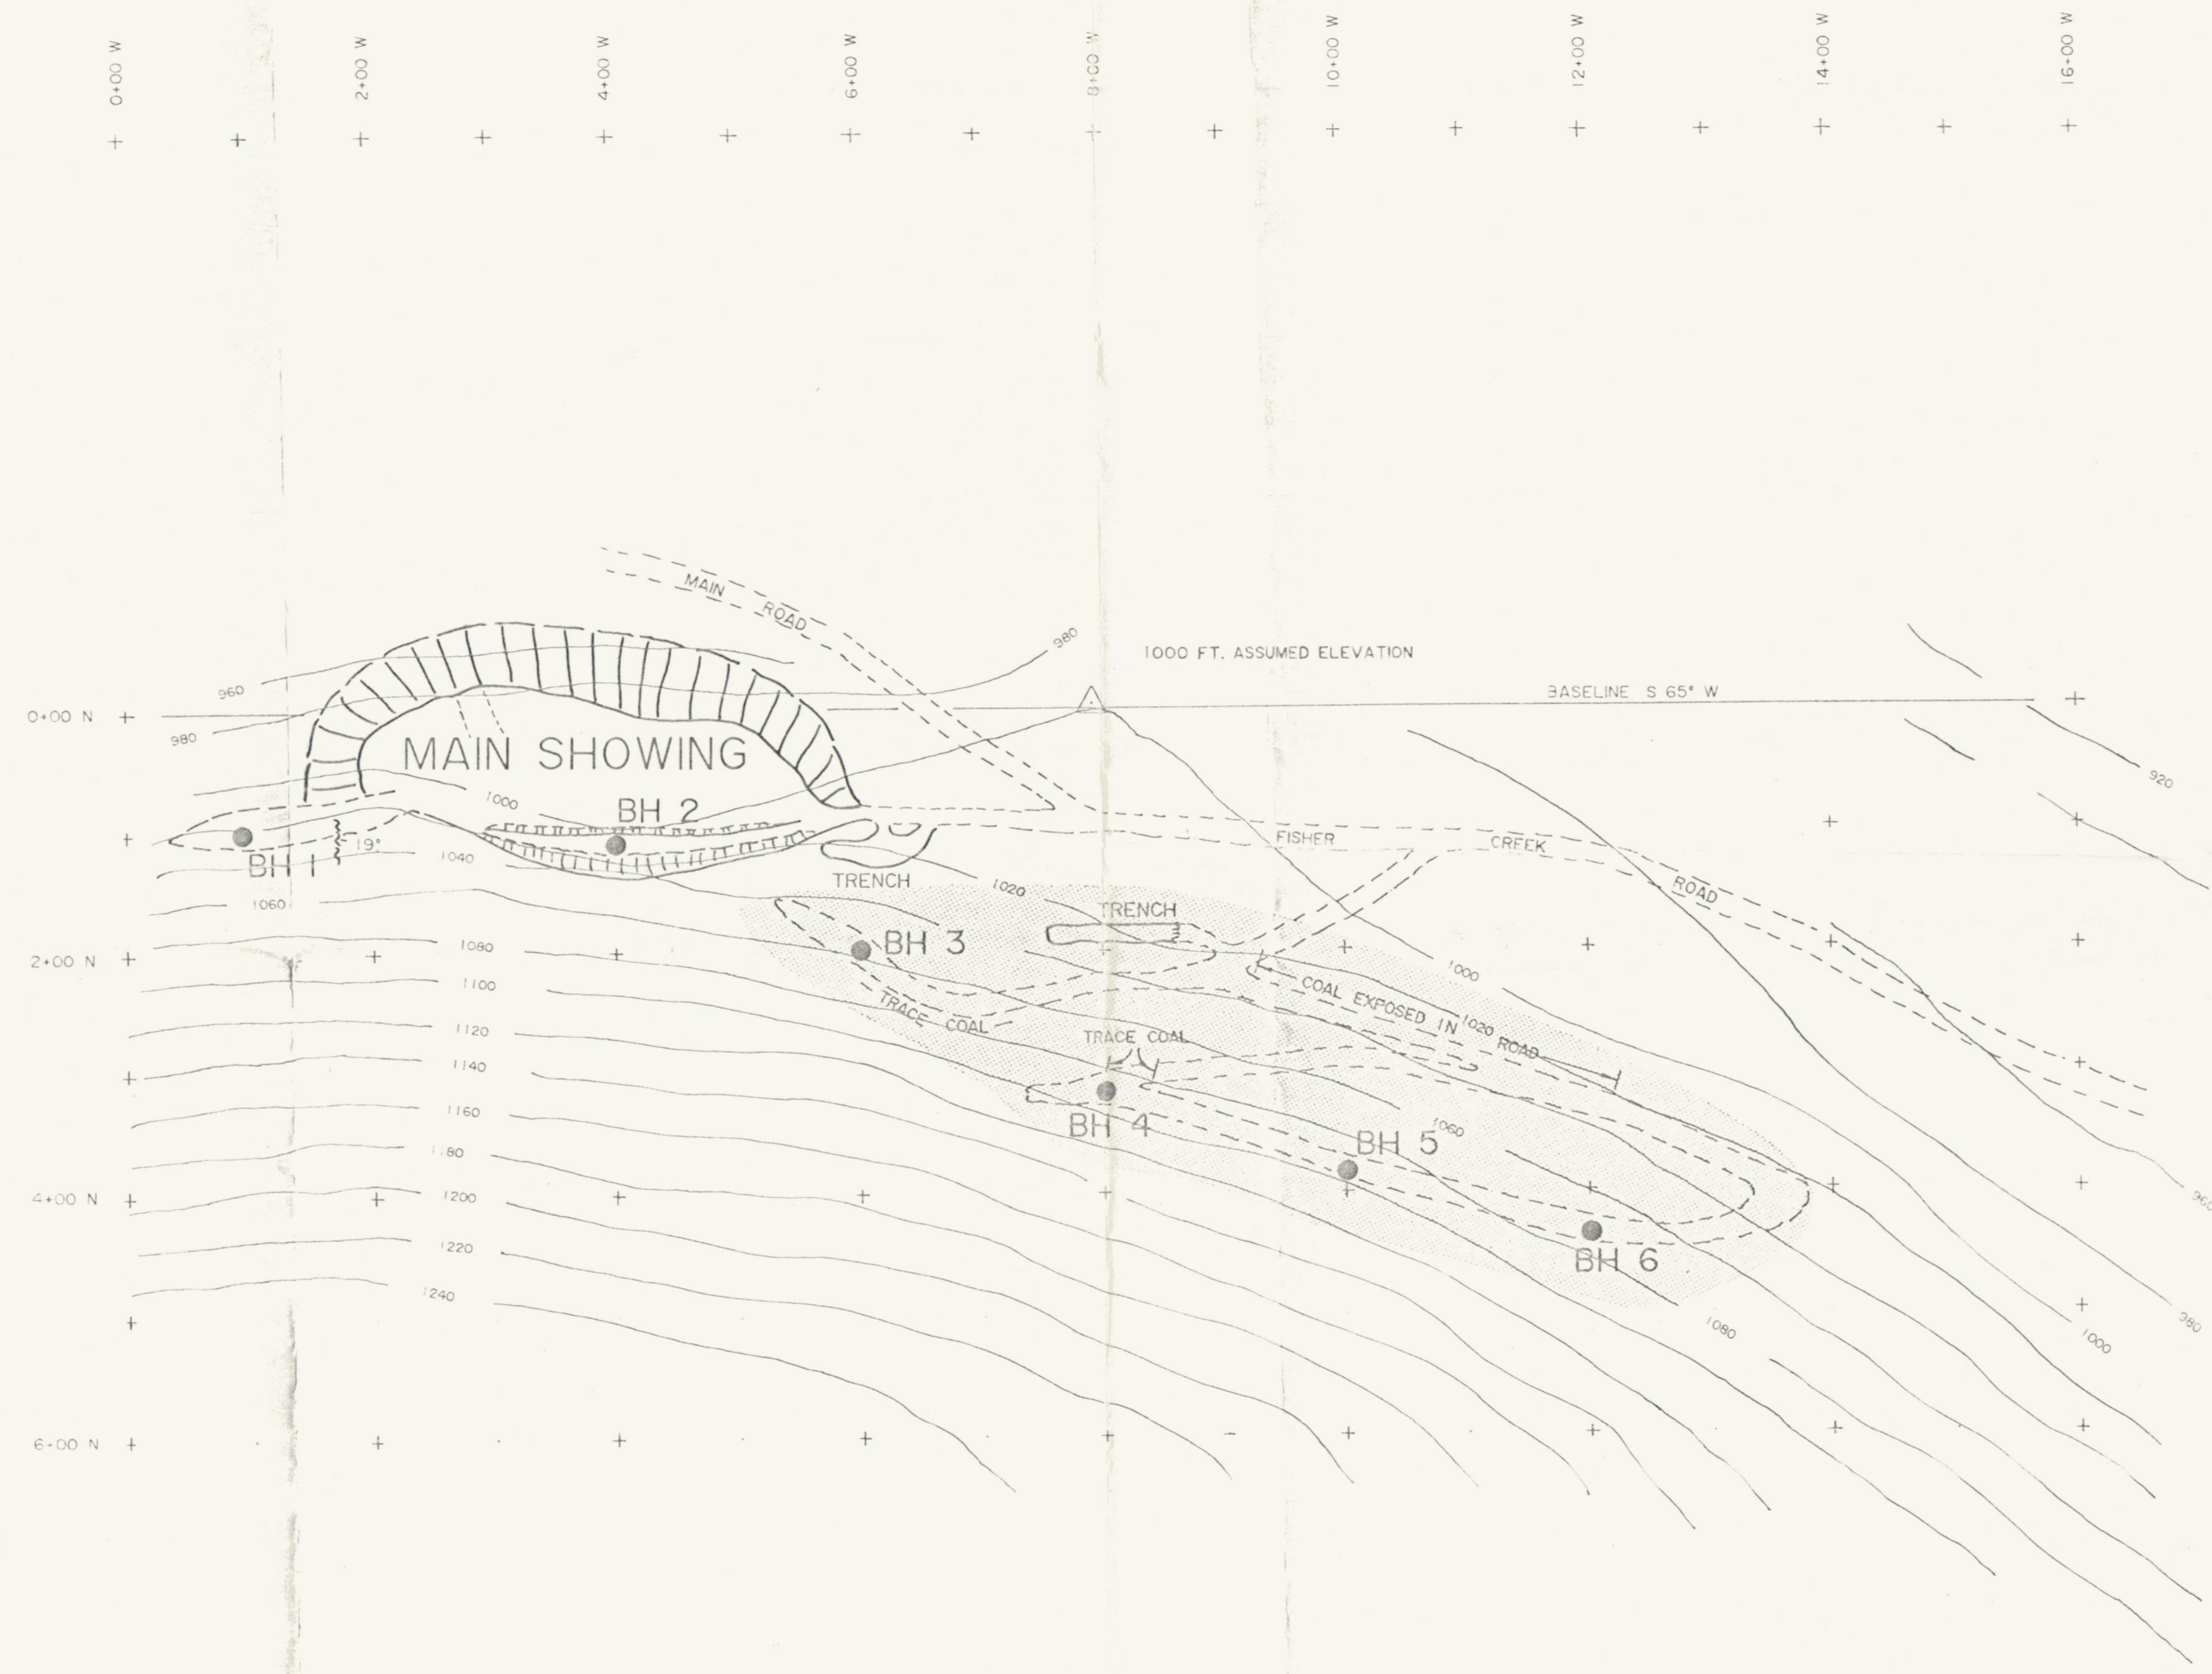 0+00 W
2+00 W
4+00 W
6+00 W
8+00 W
10+00 W
12+00 W
14+00 W
16+00 W
MAIN ROAD
980
1000 FT. ASSUMED ELEVATION
960
BASELINE S 65° W
0+00 N
980
MAIN SHOWING
920
1000
BH 2
FISHER CREEK ROAD
BH 1
19°
1040
TRENCH
1020
1060
TRENCH
BH 3
1080
2+00 N
1000
1100
COAL EXPOSED IN ROAD
1020
TRACE COAL
1120
TRACE COAL
1140
1160
BH 4
1060
BH 5
1180
4+00 N
1200
960
1220
BH 6
1240
1080
980
1000
6+00 N